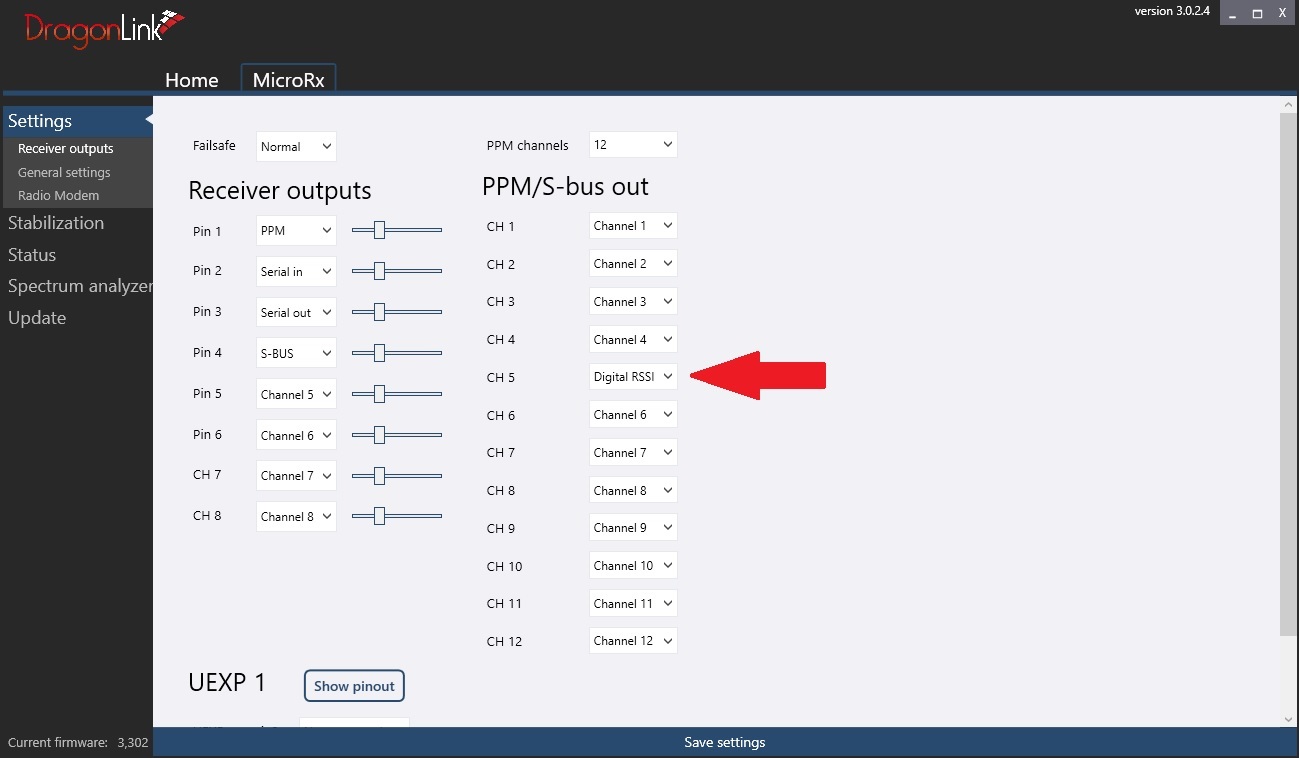 DragonLink
version 3.0.2.4
X
Home
MicroRx
Settings
Receiver outputs
General settings
Radio Modem
Stabilization
Status
Spectrum analyzer
Update
Failsafe Normal
Receiver outputs
Pin 1 PPM
Pin 2 Serial in
Pin 3 Serial out
Pin 4 S-BUS
Pin 5 Channel 5
Pin 6 Channel 6
CH 7 Channel 7
CH 8 Channel 8
PPM channels 12
PPM/S-bus out
CH 1 Channel 1
CH 2 Channel 2
CH 3 Channel 3
CH 4 Channel 4
CH 5 Digital RSSI
CH 6 Channel 6
CH 7 Channel 7
CH 8 Channel 8
CH 9 Channel 9
CH 10 Channel 10
CH 11 Channel 11
CH 12 Channel 12
UEXP 1 Show pinout
Current firmware: 3,302
Save settings